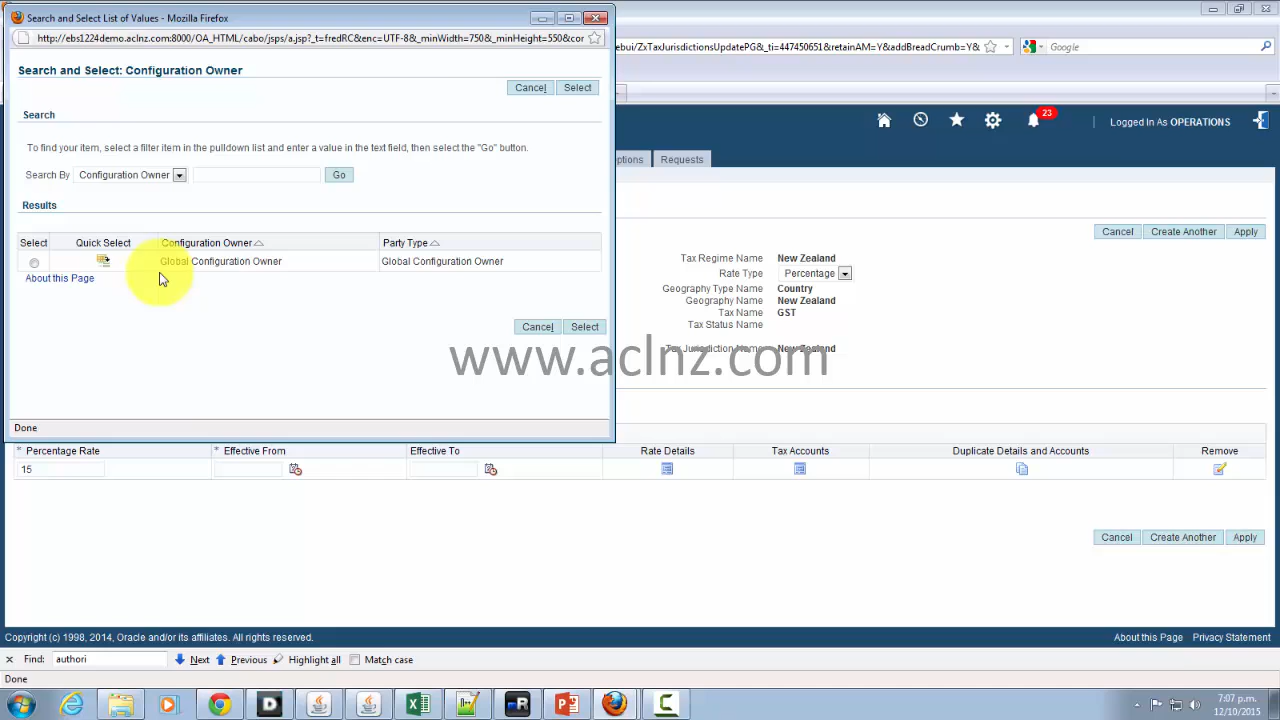 Search and Select List of Values - Mozilla Firefox
http://ebs1224demo.aclnz.com:8000/OA_HTML/cabo/jsps/a.jsp?_t=fredRC&enc=UTF-8&_minWidth=750&_minHeight=550&cor
ebui/ZxTaxJurisdictionsUpdatePG&_ti=447450651&retainAM=Y&addBreadCrumb=Y&
Google
Search and Select: Configuration Owner
Cancel Select
Search
To find your item, select a filter item in the pulldown list and enter a value in the text field, then select the "Go" button.
Search By Configuration Owner Go
Results
Select Quick Select Configuration Owner Party Type
Global Configuration Owner Global Configuration Owner
About this Page
Cancel Select
Done
23
Logged In As OPERATIONS
ptions Requests
Cancel Create Another Apply
Tax Regime Name New Zealand
Rate Type Percentage
Geography Type Name Country
Geography Name New Zealand
Tax Name GST
Tax Status Name
Tax Jurisdiction Name New Zealand
www.aclnz.com
* Percentage Rate * Effective From Effective To Rate Details Tax Accounts Duplicate Details and Accounts Remove
15
Cancel Create Another Apply
Copyright (c) 1998, 2014, Oracle and/or its affiliates. All rights reserved. About this Page Privacy Statement
Find: authori Next Previous Highlight all Match case
Done
7:07 p.m.
12/10/2015